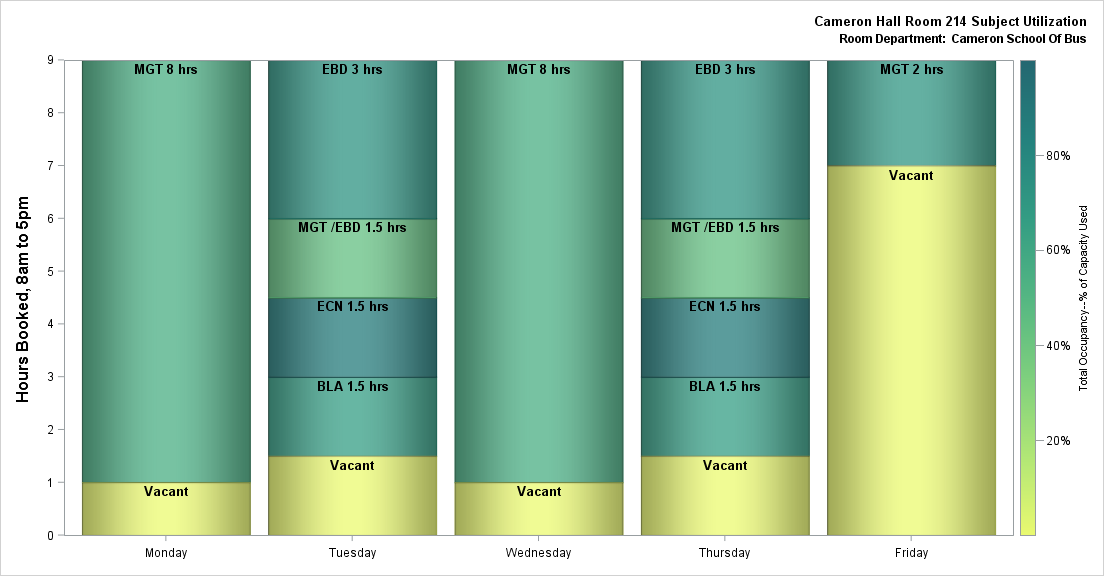 Cameron Hall Room 214 Subject Utilization
Room Department: Cameron School Of Bus
Hours Booked, 8am to 5pm
9
8
7
6
5
4
3
2
1
0
MGT 8 hrs
Vacant
EBD 3 hrs
MGT /EBD 1.5 hrs
ECN 1.5 hrs
BLA 1.5 hrs
Vacant
MGT 8 hrs
Vacant
EBD 3 hrs
MGT /EBD 1.5 hrs
ECN 1.5 hrs
BLA 1.5 hrs
Vacant
MGT 2 hrs
Vacant
Monday
Tuesday
Wednesday
Thursday
Friday
80%
60%
40%
20%
Total Occupancy--% of Capacity Used